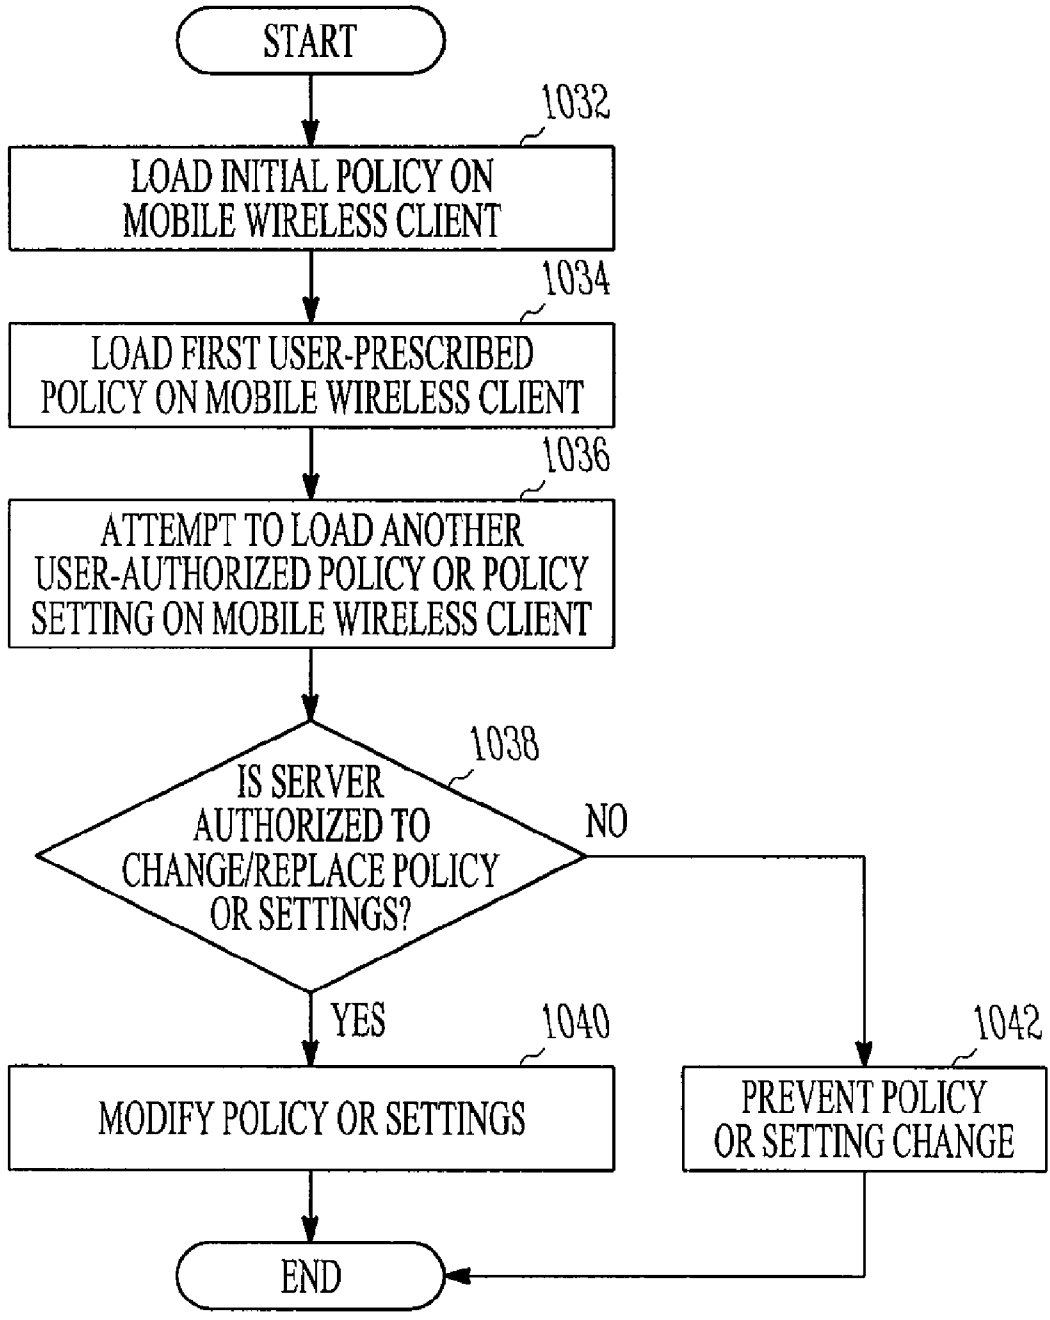 START
1032
LOAD INITIAL POLICY ON
MOBILE WIRELESS CLIENT
1034
LOAD FIRST USER-PRESCRIBED
POLICY ON MOBILE WIRELESS CLIENT
1036
ATTEMPT TO LOAD ANOTHER
USER-AUTHORIZED POLICY OR POLICY
SETTING ON MOBILE WIRELESS CLIENT
1038
IS SERVER
AUTHORIZED TO
CHANGE/REPLACE POLICY
OR SETTINGS?
NO
YES
1040
MODIFY POLICY OR SETTINGS
1042
PREVENT POLICY
OR SETTING CHANGE
END